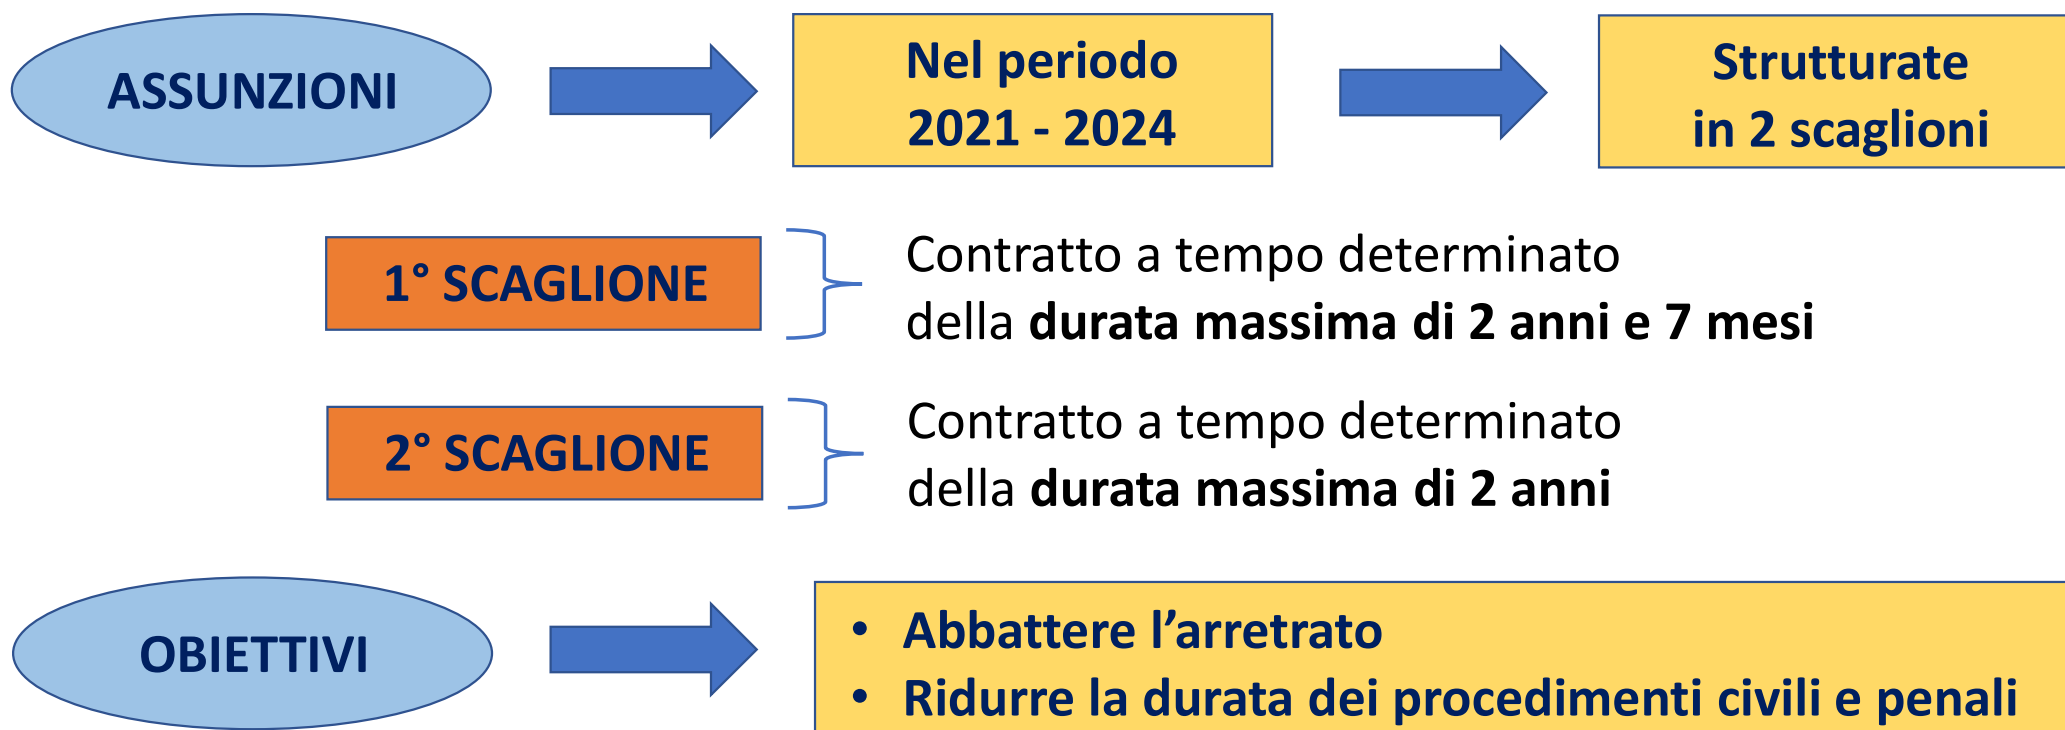 ASSUNZIONI
Nel periodo
2021 - 2024
Strutturate
in 2 scaglioni
1° SCAGLIONE
Contratto a tempo determinato
della durata massima di 2 anni e 7 mesi
2° SCAGLIONE
Contratto a tempo determinato
della durata massima di 2 anni
OBIETTIVI
• Abbattere l’arretrato
• Ridurre la durata dei procedimenti civili e penali